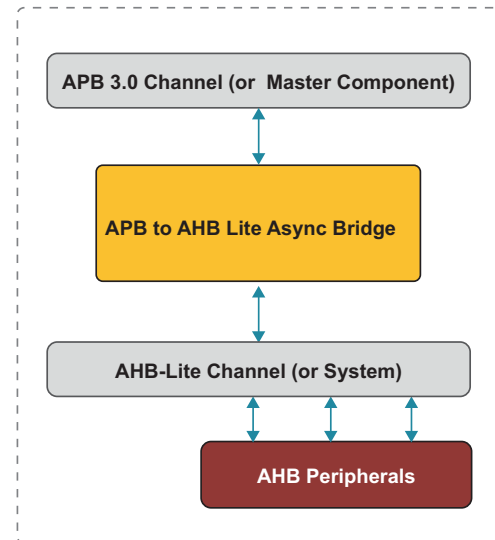 APB 3.0 Channel (or Master Component)
APB to AHB Lite Async Bridge
AHB-Lite Channel (or System)
AHB Peripherals